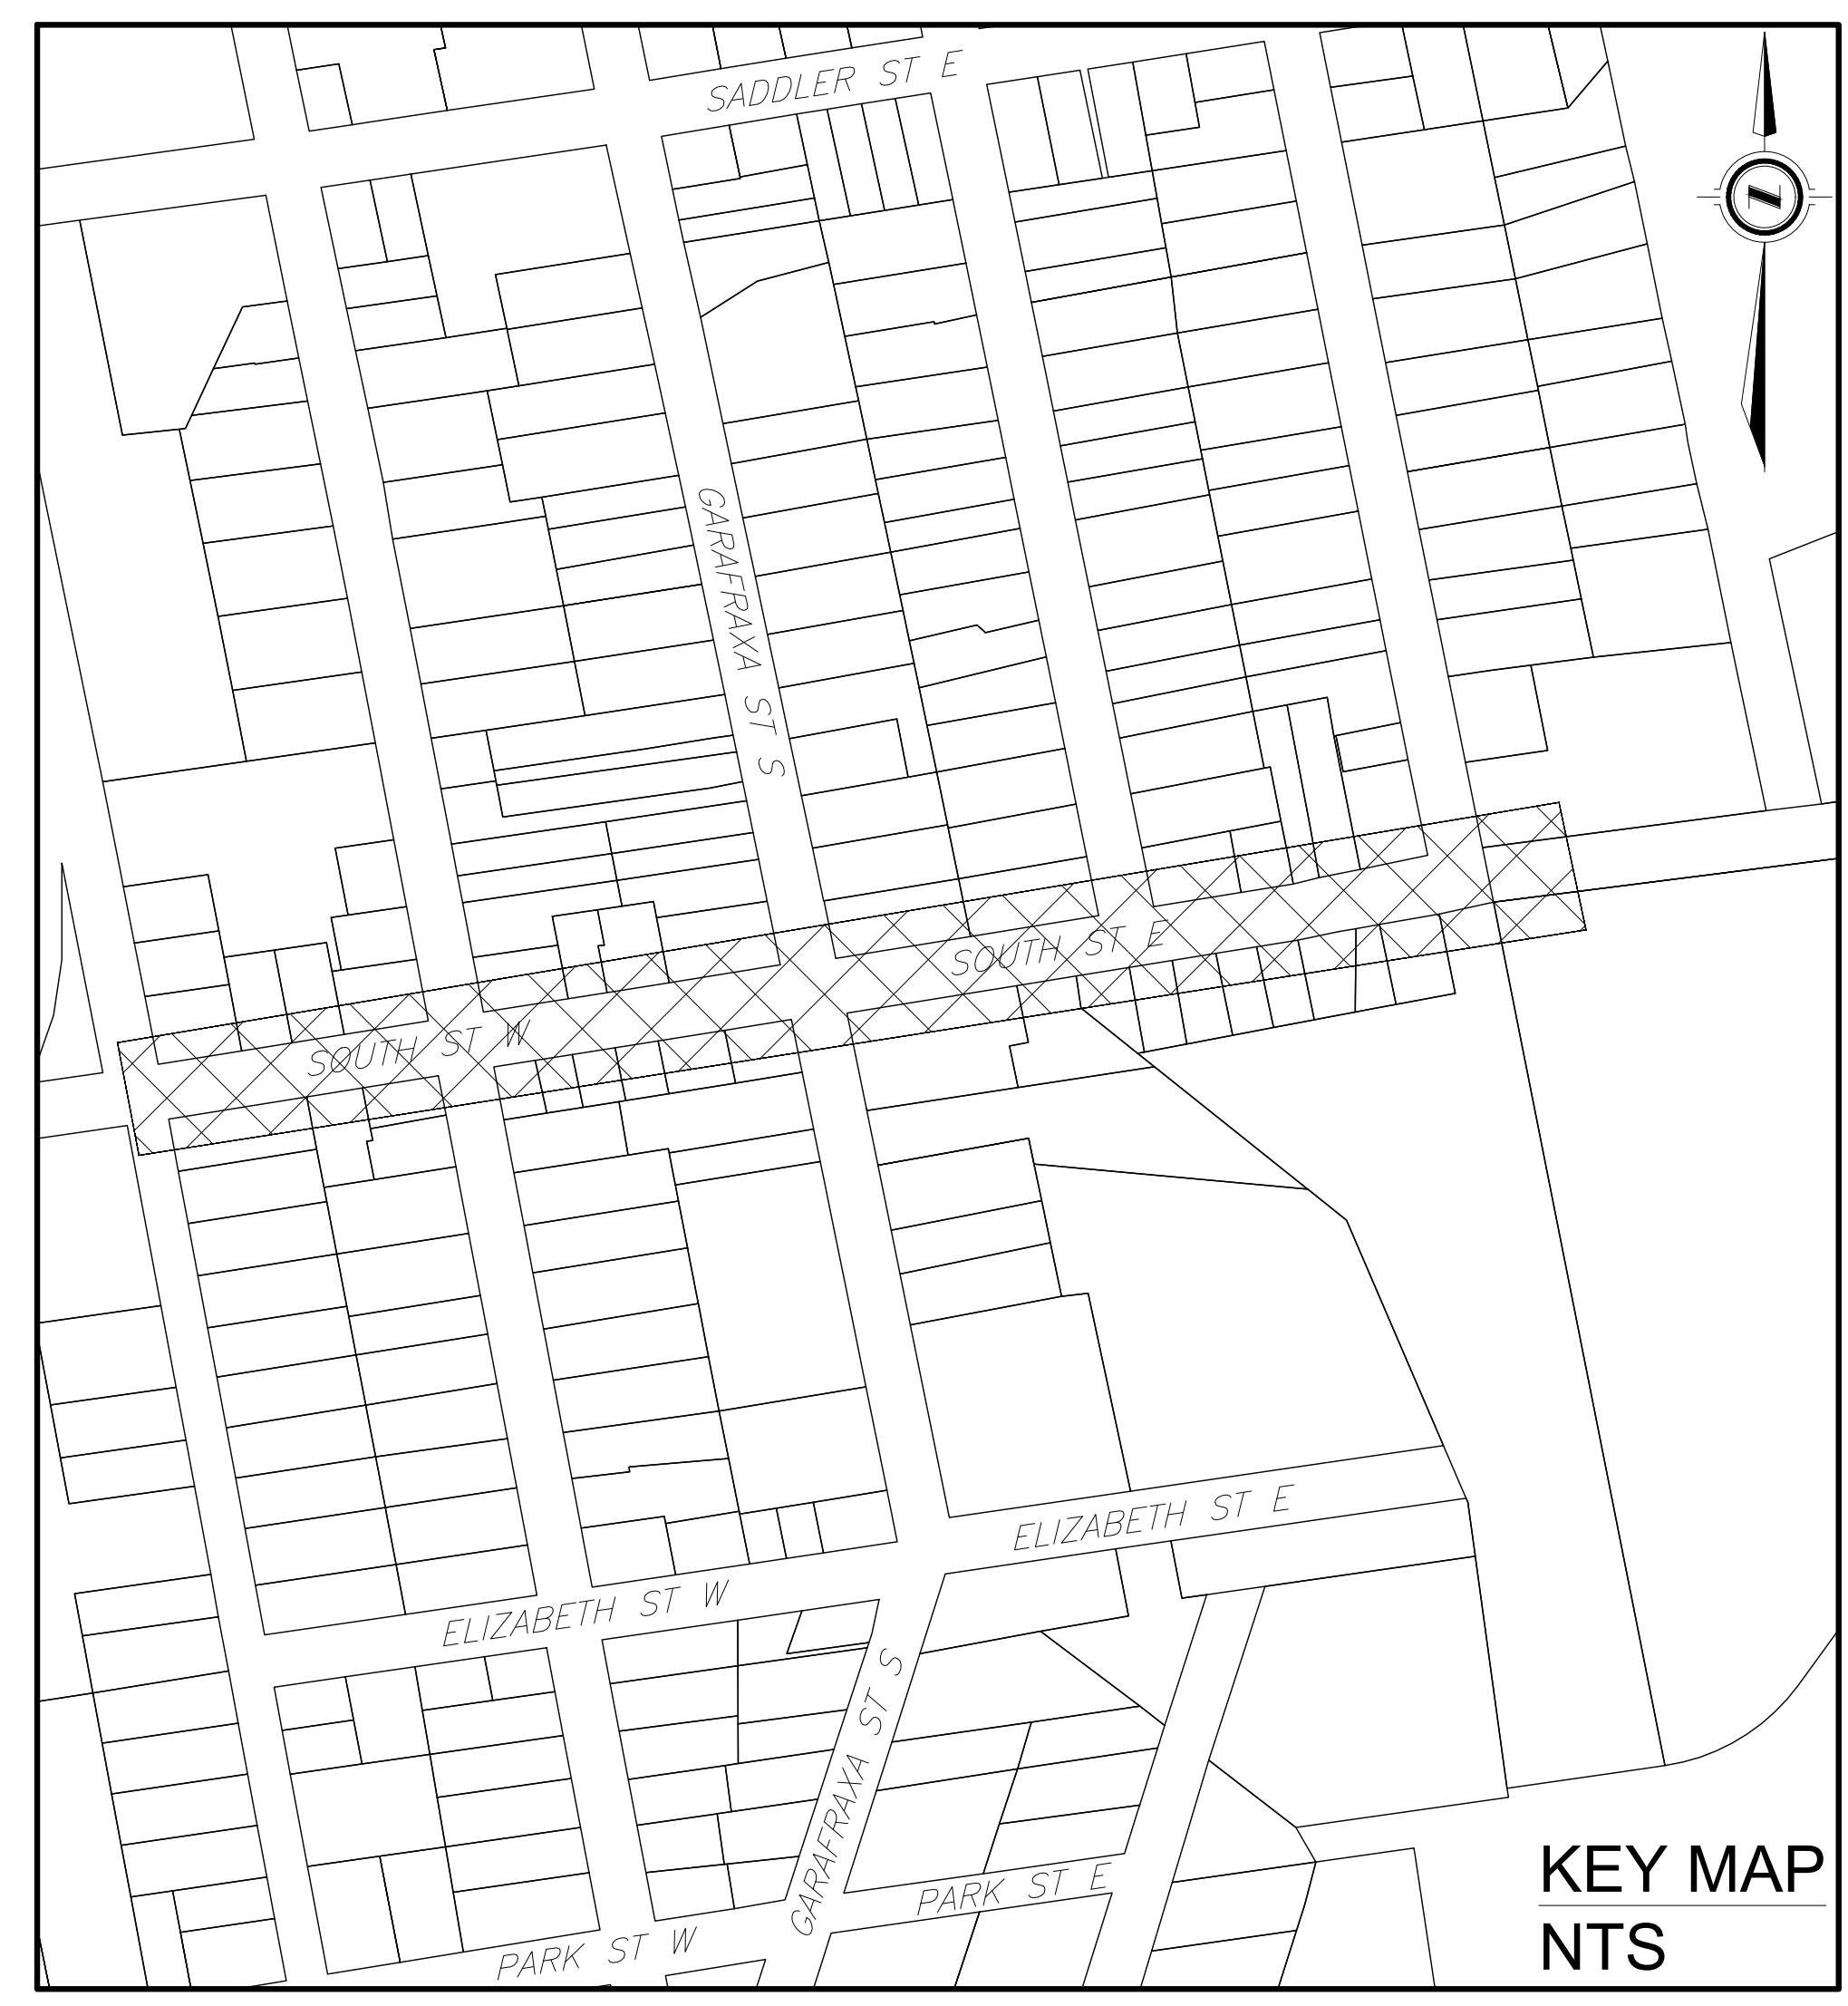 SADDLER ST E
N
GARAFRAXA ST S
SOUTH ST E
SOUTH ST W
ELIZABETH ST E
ELIZABETH ST W
GARAFRAXA ST S
PARK ST E
PARK ST W
KEY MAP
NTS